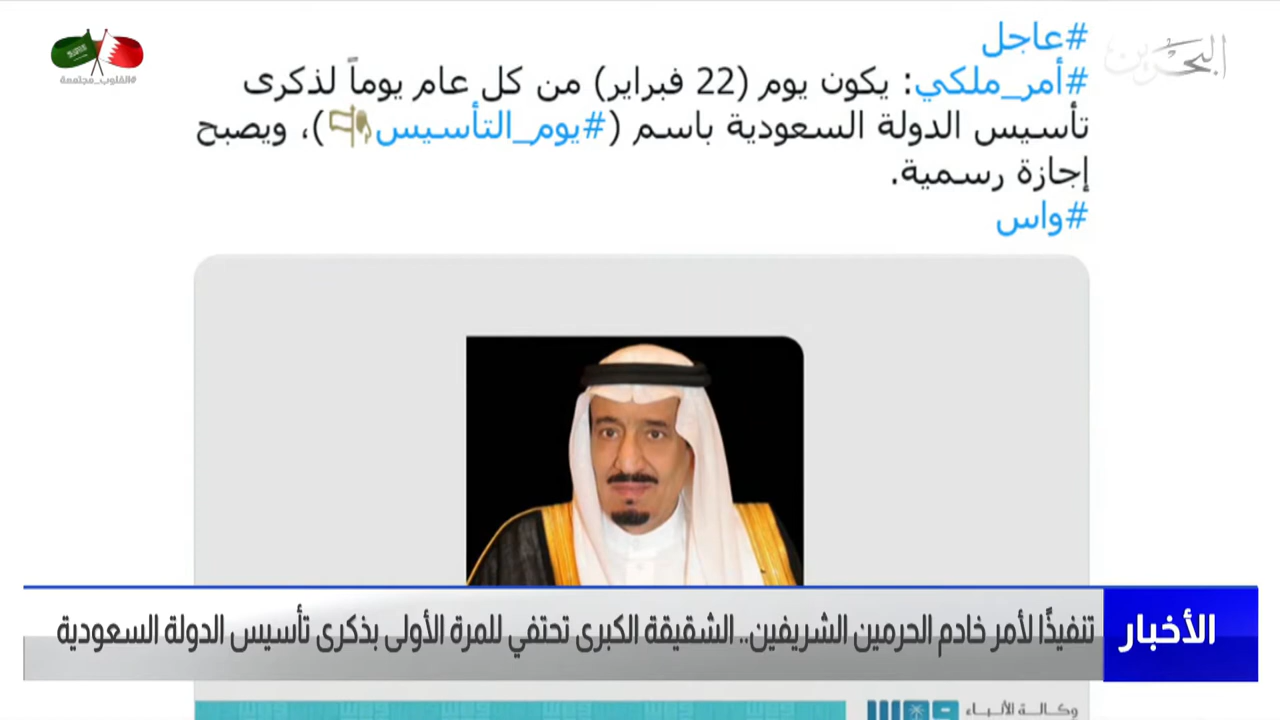 #عاجل
#أمر_ملكي: يكون يوم (22 فبراير) من كل عام يوماً لذكرى
تأسيس الدولة السعودية باسم (#يوم_التأسيس)، ويصبح
إجازة رسمية.
#واس
البحرين
#القلوب_مجتمعة
الأخبار
تنفيذًا لأمر خادم الحرمين الشريفين.. الشقيقة الكبرى تحتفي للمرة الأولى بذكرى تأسيس الدولة السعودية
وكالة الأنباء